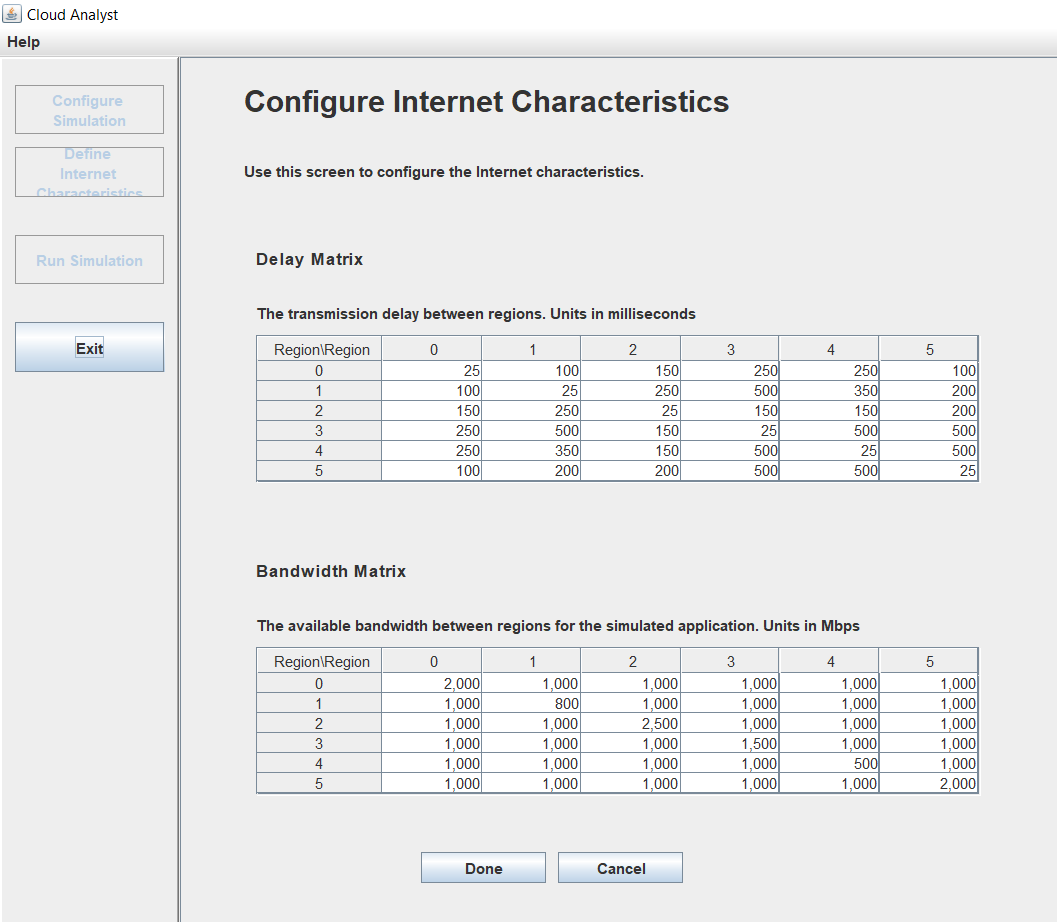 Cloud Analyst
Help
Configure
Simulation
Define
Internet
Characteristics
Run Simulation
Exit
Configure Internet Characteristics
Use this screen to configure the Internet characteristics.
Delay Matrix
The transmission delay between regions. Units in milliseconds
Region\Region 0 1 2 3 4 5
0 25 100 150 250 250 100
1 100 25 250 500 350 200
2 150 250 25 150 150 200
3 250 500 150 25 500 500
4 250 350 150 500 25 500
5 100 200 200 500 500 25
Bandwidth Matrix
The available bandwidth between regions for the simulated application. Units in Mbps
Region\Region 0 1 2 3 4 5
0 2,000 1,000 1,000 1,000 1,000 1,000
1 1,000 800 1,000 1,000 1,000 1,000
2 1,000 1,000 2,500 1,000 1,000 1,000
3 1,000 1,000 1,000 1,500 1,000 1,000
4 1,000 1,000 1,000 1,000 500 1,000
5 1,000 1,000 1,000 1,000 1,000 2,000
Done Cancel